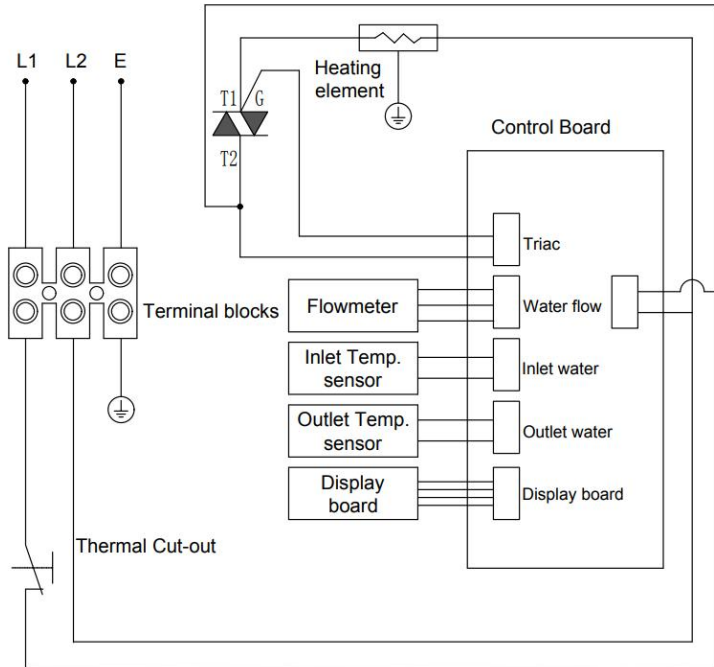 L1 L2 E
Heating
element
T1 G
T2
Control Board
Triac
Terminal blocks
Flowmeter
Water flow
Inlet Temp.
sensor
Inlet water
Outlet Temp.
sensor
Outlet water
Display
board
Display board
Thermal Cut-out